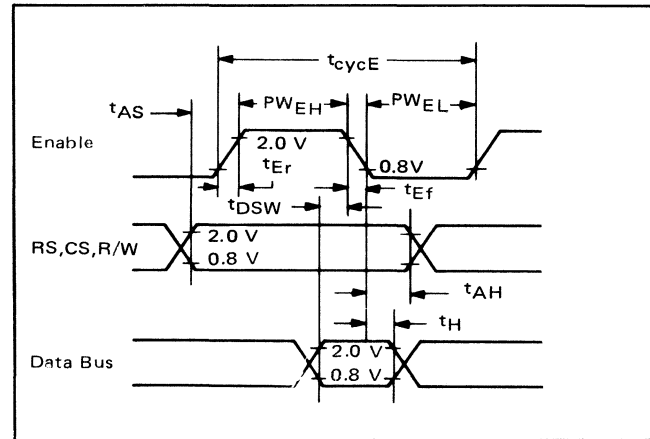 tcycE
tAS
PWEH
PWEL
Enable
2.0 V
0.8V
tEr
tEf
tDSW
RS,CS,R/W
2.0 V
0.8 V
tAH
tH
Data Bus
2.0 V
0.8 V